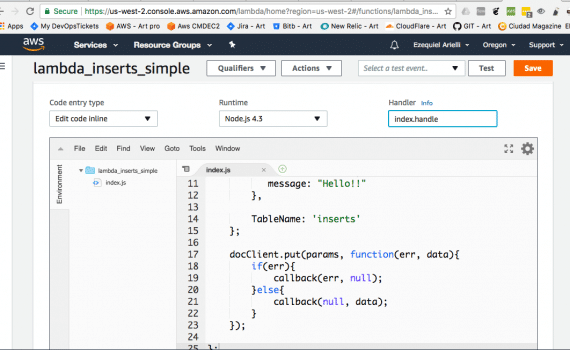 Secure https://us-west-2.console.aws.amazon.com/lambda/home?region=us-west-2#/functions/lambda_ins…
Apps My DevOpsTickets AWS - Art pro Aws CMDEC2 Jira - Art Bitb - Art New Relic - Art CloudFlare - Art GIT - Art Ciudad Magazine El
aws Services Resource Groups Ezequiel Arielli Oregon Support
lambda_inserts_simple Qualifiers Actions Select a test event.. Test Save
Code entry type Runtime Handler Info
Edit code inline Node.js 4.3 index.handle
File Edit Find View Goto Tools Window
Environment
lambda_inserts_simple
index.js
index.js
11 message: "Hello!!"
12 },
13
14 TableName: 'inserts'
15 };
16
17 docClient.put(params, function(err, data){
18 if(err){
19 callback(err, null);
20 }else{
21 callback(null, data);
22 }
23 });
24
25 };